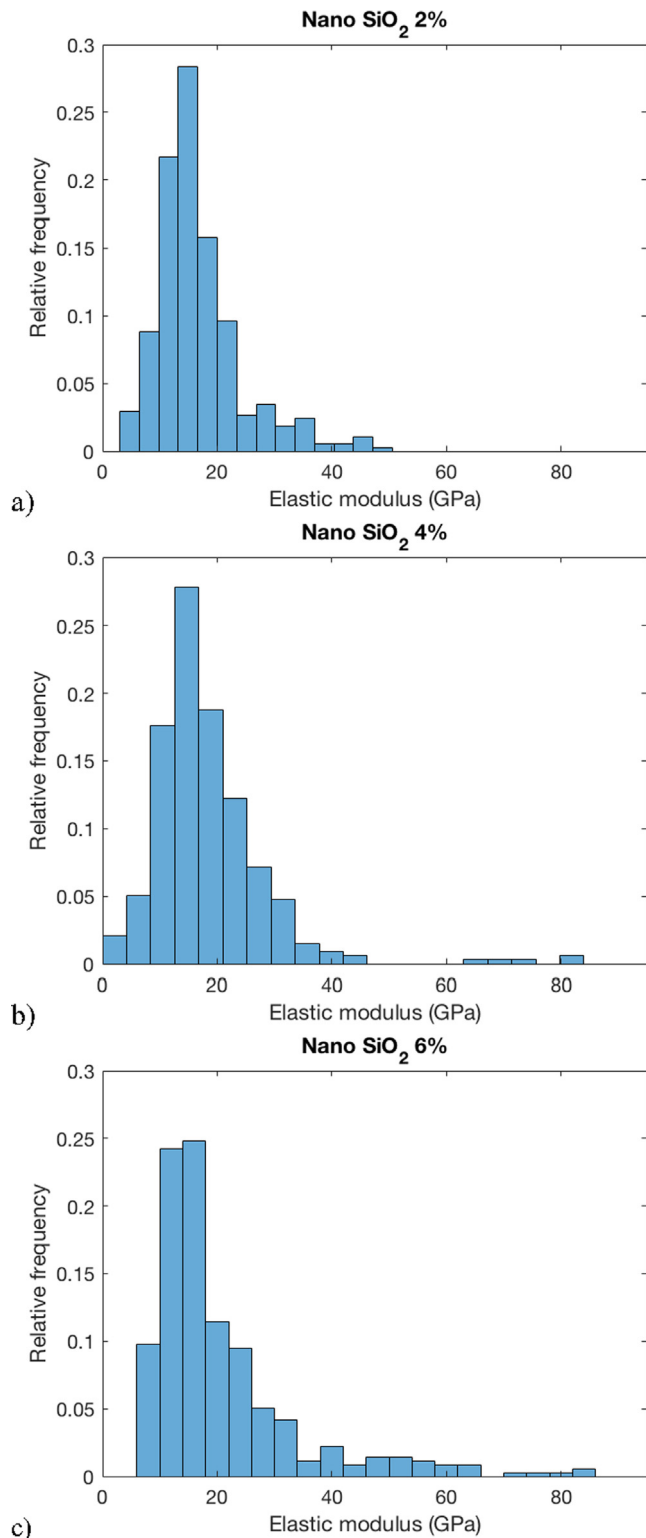 Nano SiO₂ 2%
0.3
0.25
0.2
0.15
0.1
0.05
0
Relative frequency
0 20 40 60 80
Elastic modulus (GPa)
a)
Nano SiO₂ 4%
0.3
0.25
0.2
0.15
0.1
0.05
0
Relative frequency
0 20 40 60 80
Elastic modulus (GPa)
b)
Nano SiO₂ 6%
0.3
0.25
0.2
0.15
0.1
0.05
0
Relative frequency
0 20 40 60 80
Elastic modulus (GPa)
c)